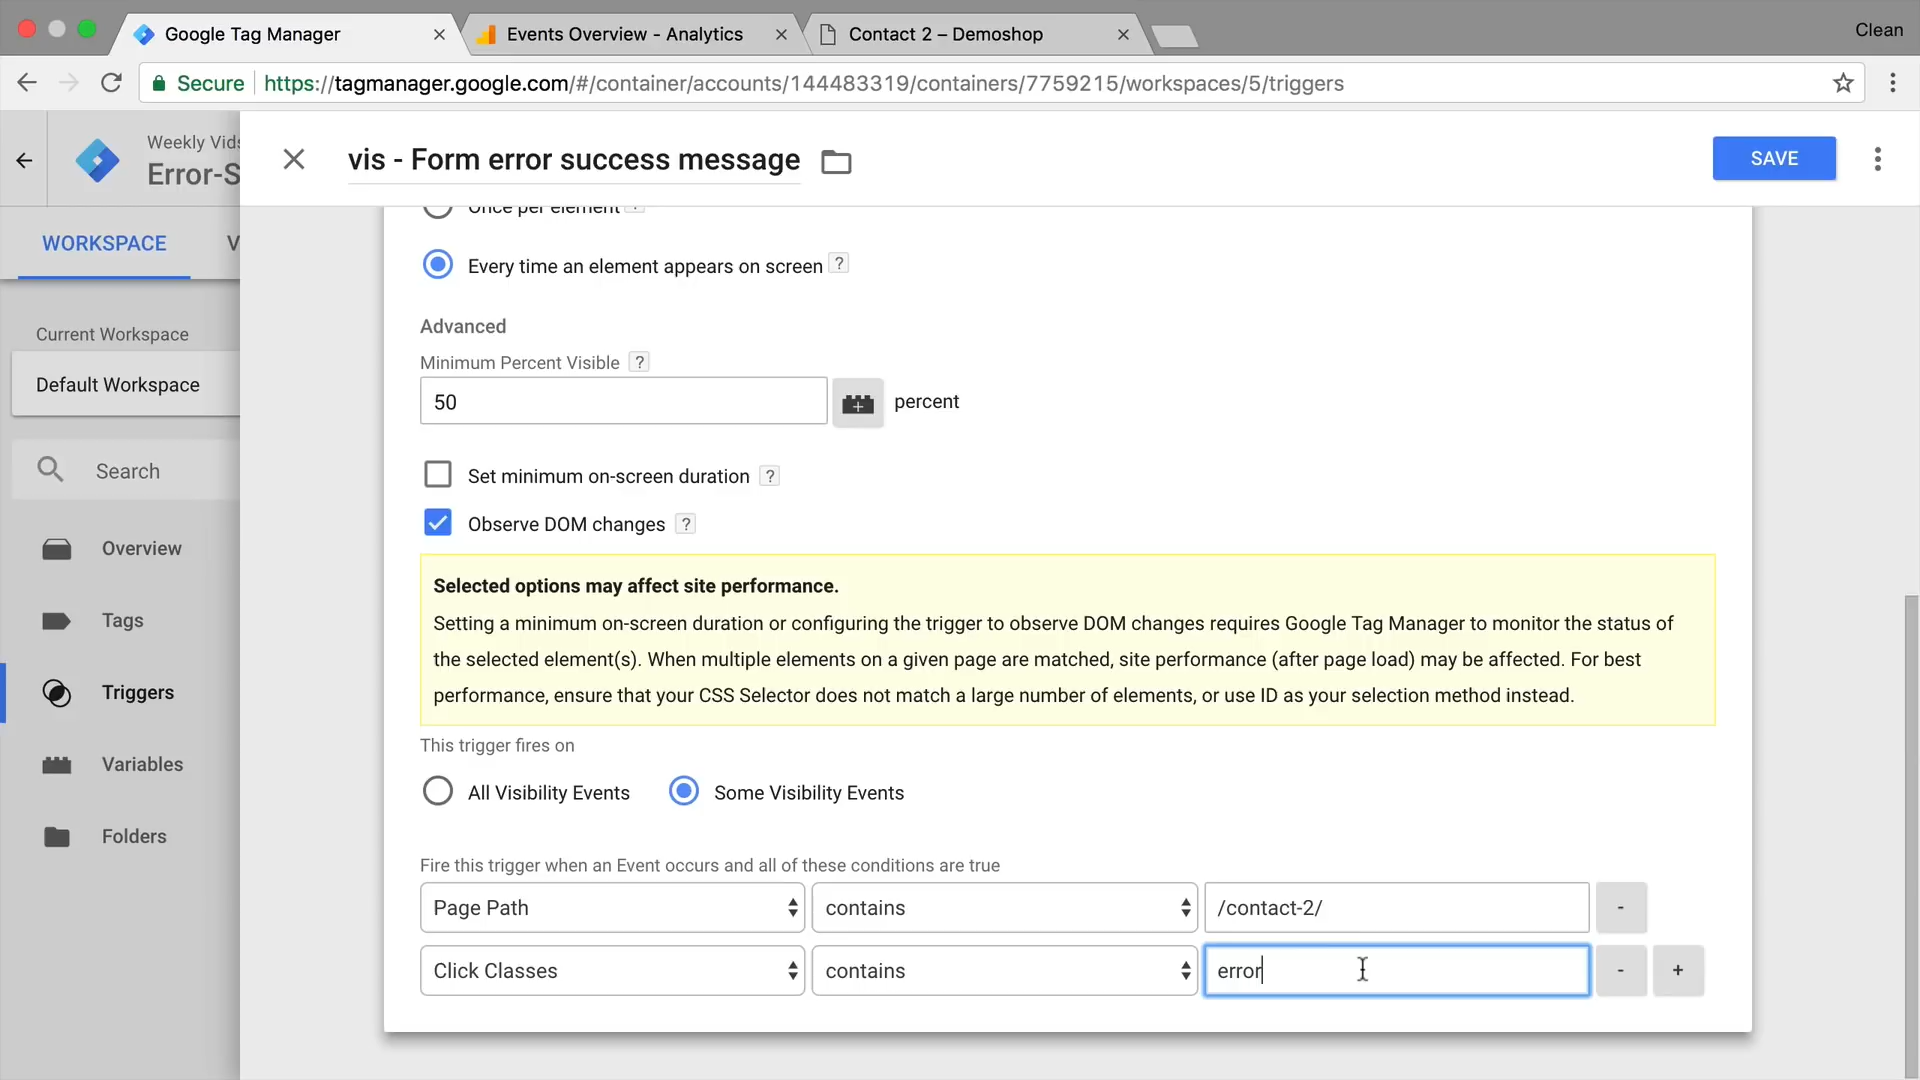 Google Tag Manager
Events Overview - Analytics
Contact 2 – Demoshop
Clean
Secure
https://tagmanager.google.com/#/container/accounts/144483319/containers/7759215/workspaces/5/triggers
Weekly Vids
Error-S
vis - Form error success message
SAVE
WORKSPACE
V
Once per element ?
Every time an element appears on screen ?
Current Workspace
Default Workspace
Search
Overview
Tags
Triggers
Variables
Folders
Advanced
Minimum Percent Visible ?
50
percent
Set minimum on-screen duration ?
Observe DOM changes ?
Selected options may affect site performance.
Setting a minimum on-screen duration or configuring the trigger to observe DOM changes requires Google Tag Manager to monitor the status of
the selected element(s). When multiple elements on a given page are matched, site performance (after page load) may be affected. For best
performance, ensure that your CSS Selector does not match a large number of elements, or use ID as your selection method instead.
This trigger fires on
All Visibility Events
Some Visibility Events
Fire this trigger when an Event occurs and all of these conditions are true
Page Path
contains
/contact-2/
-
Click Classes
contains
error
-
+